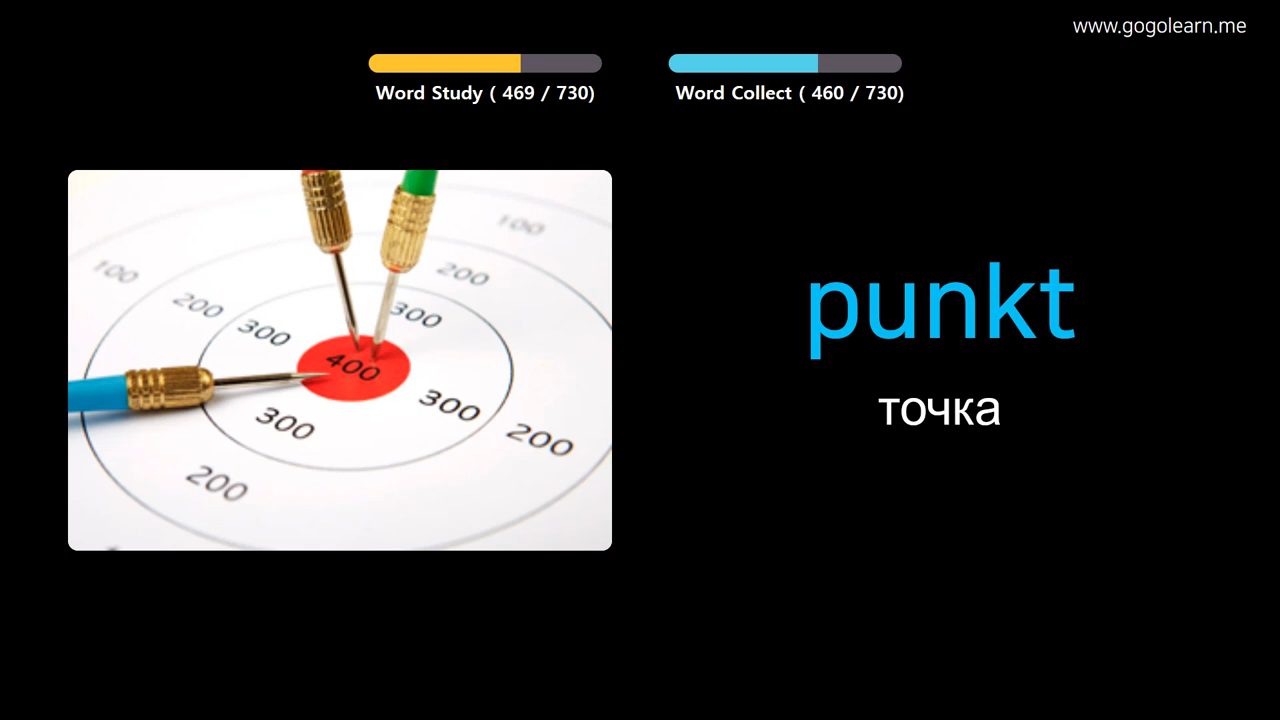 www.gogolearn.me
Word Study ( 469 / 730)
Word Collect ( 460 / 730)
100
100
200
200
300
300
400
300
300
200
200
punkt
точка